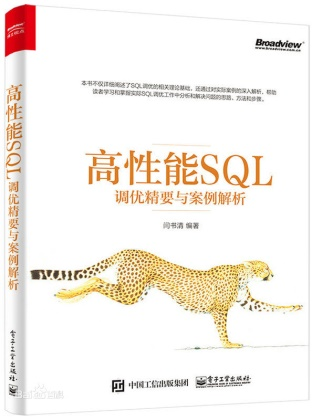 Broadview®
本书不仅详细阐述了SQL调优的相关理论基础，还通过对实际案例的深入解析，帮助
读者学习和掌握实际SQL调优工作中分析和解决问题的思路、方法和步骤。
高性能SQL
调优精要与案例解析
闫书清 编著
中国工信出版集团
电子工业出版社
高性能SQL
调优精要与案例解析
电子工业出版社